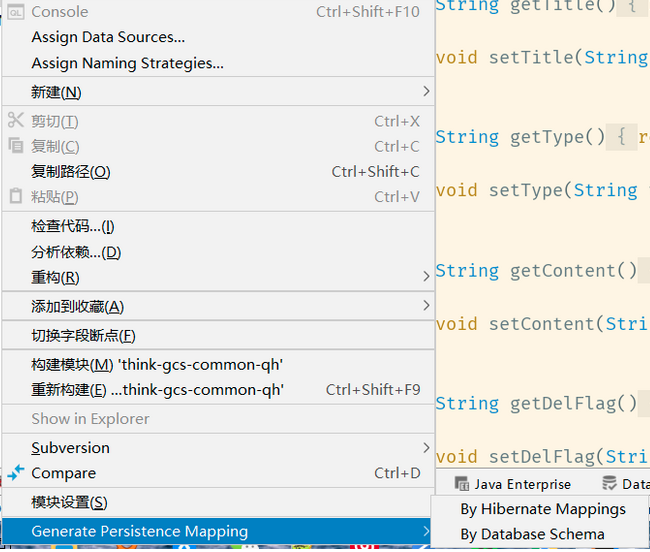 Console Ctrl+Shift+F10
Assign Data Sources...
Assign Naming Strategies...
新建(N)
剪切(T) Ctrl+X
复制(C) Ctrl+C
复制路径(O) Ctrl+Shift+C
粘贴(P) Ctrl+V
检查代码...(I)
分析依赖...(D)
重构(R)
添加到收藏(A)
切换字段断点(F)
构建模块(M) 'think-gcs-common-qh'
重新构建(E) ...think-gcs-common-qh' Ctrl+Shift+F9
Show in Explorer
Subversion
Compare Ctrl+D
模块设置(S)
Generate Persistence Mapping
String getTitle() {
void setTitle(String
String getType() { r
void setType(String
String getContent()
void setContent(Stri
String getDelFlag()
void setDelFlag(Stri
Java Enterprise Data
By Hibernate Mappings
By Database Schema